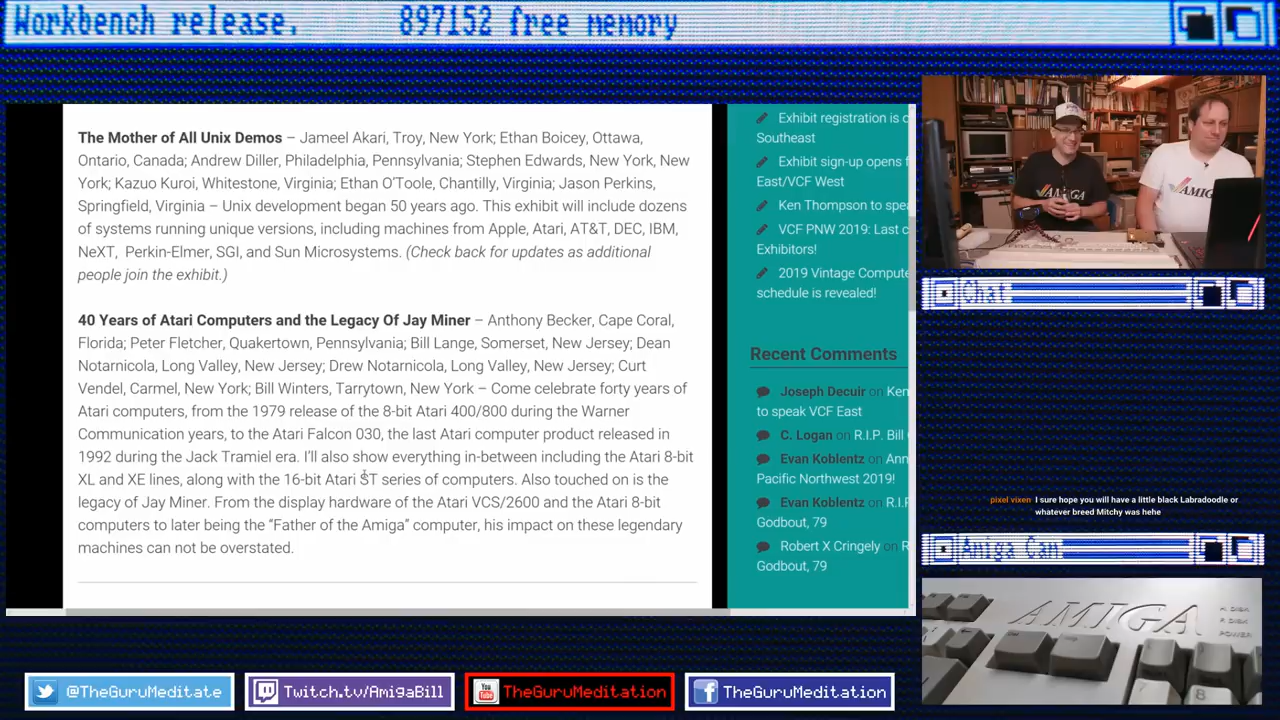 Workbench release. 897152 free memory
The Mother of All Unix Demos – Jameel Akari, Troy, New York; Ethan Boicey, Ottawa,
Ontario, Canada; Andrew Diller, Philadelphia, Pennsylvania; Stephen Edwards, New York, New
York; Kazuo Kuroi, Whitestone, Virginia; Ethan O'Toole, Chantilly, Virginia; Jason Perkins,
Springfield, Virginia – Unix development began 50 years ago. This exhibit will include dozens
of systems running unique versions, including machines from Apple, Atari, AT&T, DEC, IBM,
NeXT, Perkin-Elmer, SGI, and Sun Microsystems. (Check back for updates as additional
people join the exhibit.)
40 Years of Atari Computers and the Legacy Of Jay Miner – Anthony Becker, Cape Coral,
Florida; Peter Fletcher, Quakertown, Pennsylvania; Bill Lange, Somerset, New Jersey; Dean
Notarnicola, Long Valley, New Jersey; Drew Notarnicola, Long Valley, New Jersey; Curt
Vendel, Carmel, New York; Bill Winters, Tarrytown, New York – Come celebrate forty years of
Atari computers, from the 1979 release of the 8-bit Atari 400/800 during the Warner
Communication years, to the Atari Falcon 030, the last Atari computer product released in
1992 during the Jack Tramiel era. I'll also show everything in-between including the Atari 8-bit
XL and XE lines, along with the 16-bit Atari ST series of computers. Also touched on is the
legacy of Jay Miner. From the display hardware of the Atari VCS/2600 and the Atari 8-bit
computers to later being the “Father of the Amiga” computer, his impact on these legendary
machines can not be overstated.
Exhibit registration is
Southeast
Exhibit sign-up opens
East/VCF West
Ken Thompson to spe
VCF PNW 2019: Last c
Exhibitors!
2019 Vintage Compute
schedule is revealed!
Recent Comments
Joseph Decuir on Ken
to speak VCF East
C. Logan on R.I.P. Bill
Evan Koblentz on Ann
Pacific Northwest 2019!
Evan Koblentz on R.I.
Godbout, 79
Robert X Cringely on R
Godbout, 79
AMIGA
AMIG
Chat
pixel vixen I sure hope you will have a little black Labradoodle or
whatever breed Mitchy was hehe
Amiga Cam
AMIGA
H. DISK
F. DISK
POWER
8
@TheGuruMeditate
Twitch.tv/AmigaBill
You Tube TheGuruMeditation
TheGuruMeditation